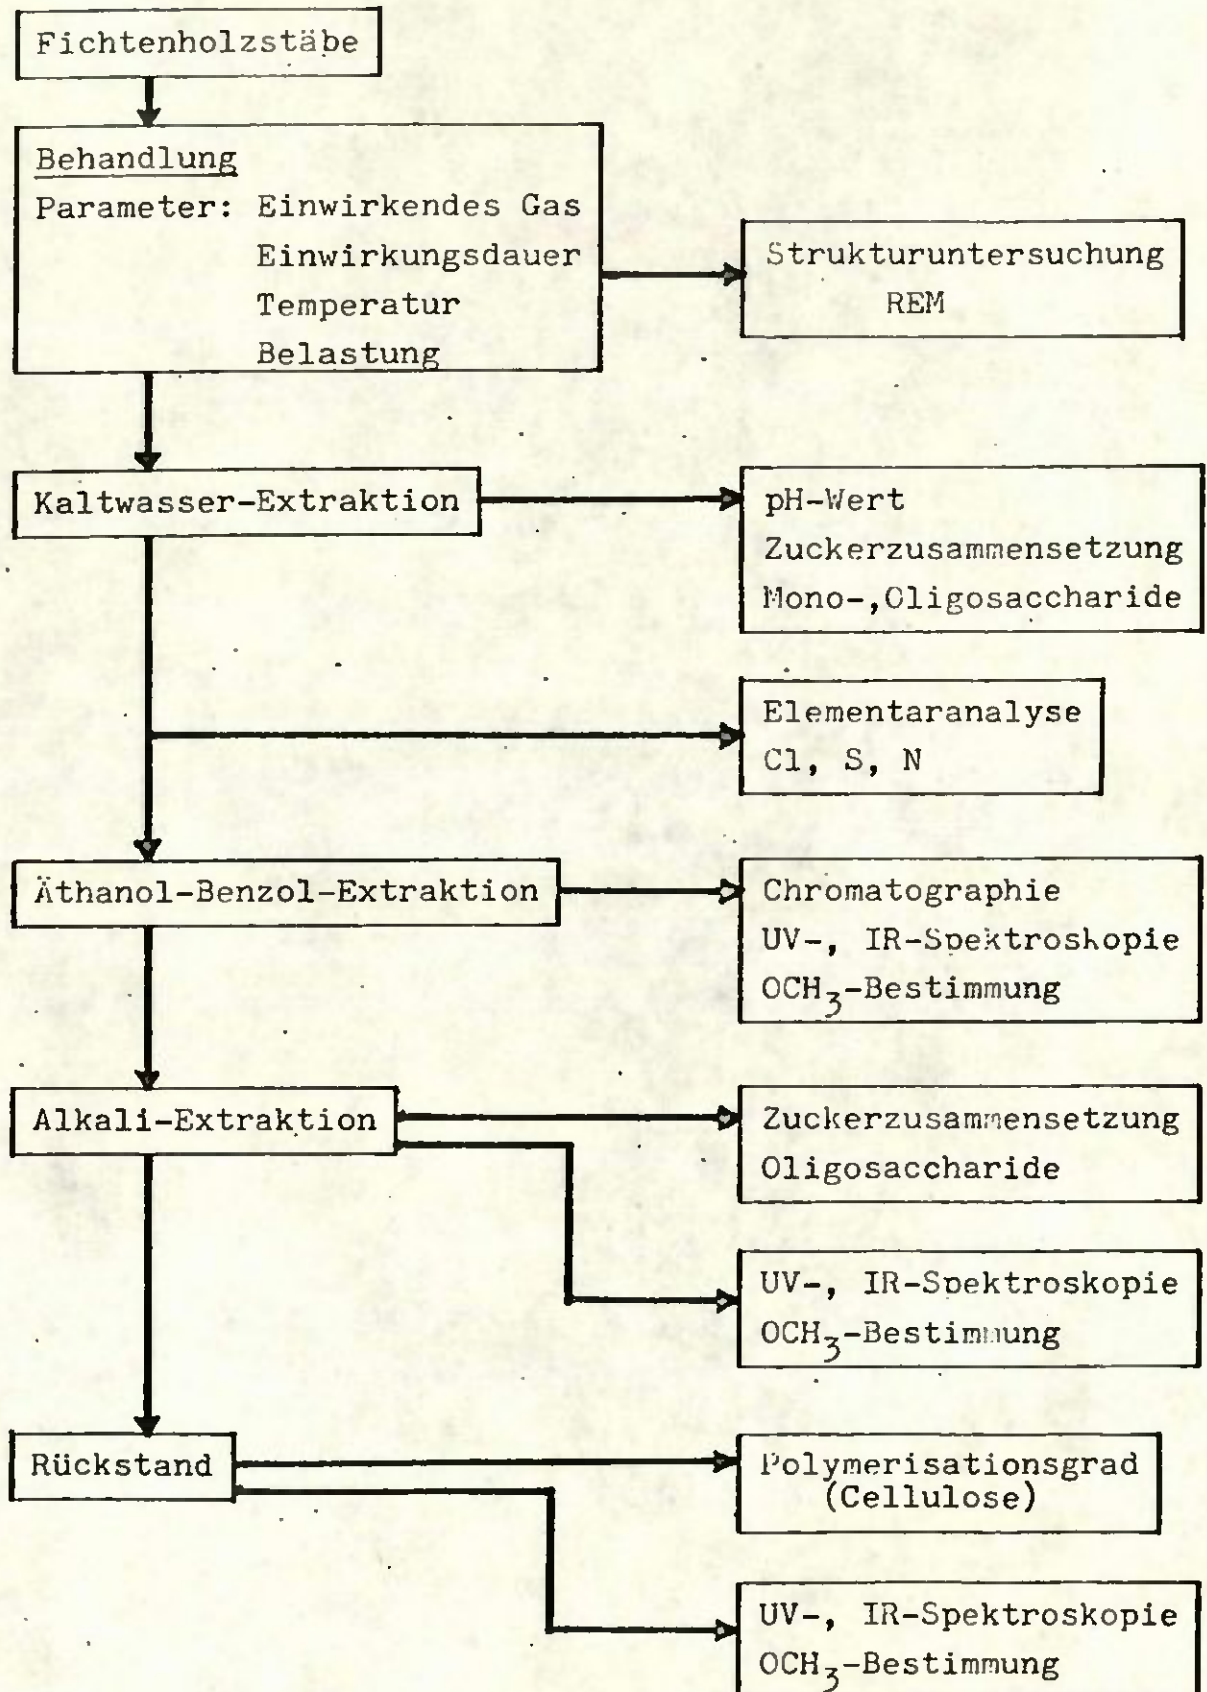 Fichtenholzstäbe
Behandlung
Parameter: Einwirkendes Gas
Einwirkungsdauer
Temperatur
Belastung
Strukturuntersuchung
REM
Kaltwasser-Extraktion
pH-Wert
Zuckerzusammensetzung
Mono-,Oligosaccharide
Elementaranalyse
Cl, S, N
Äthanol-Benzol-Extraktion
Chromatographie
UV-, IR-Spektroskopie
OCH₃-Bestimmung
Alkali-Extraktion
Zuckerzusammensetzung
Oligosaccharide
UV-, IR-Spektroskopie
OCH₃-Bestimmung
Rückstand
Polymerisationsgrad
(Cellulose)
UV-, IR-Spektroskopie
OCH₃-Bestimmung